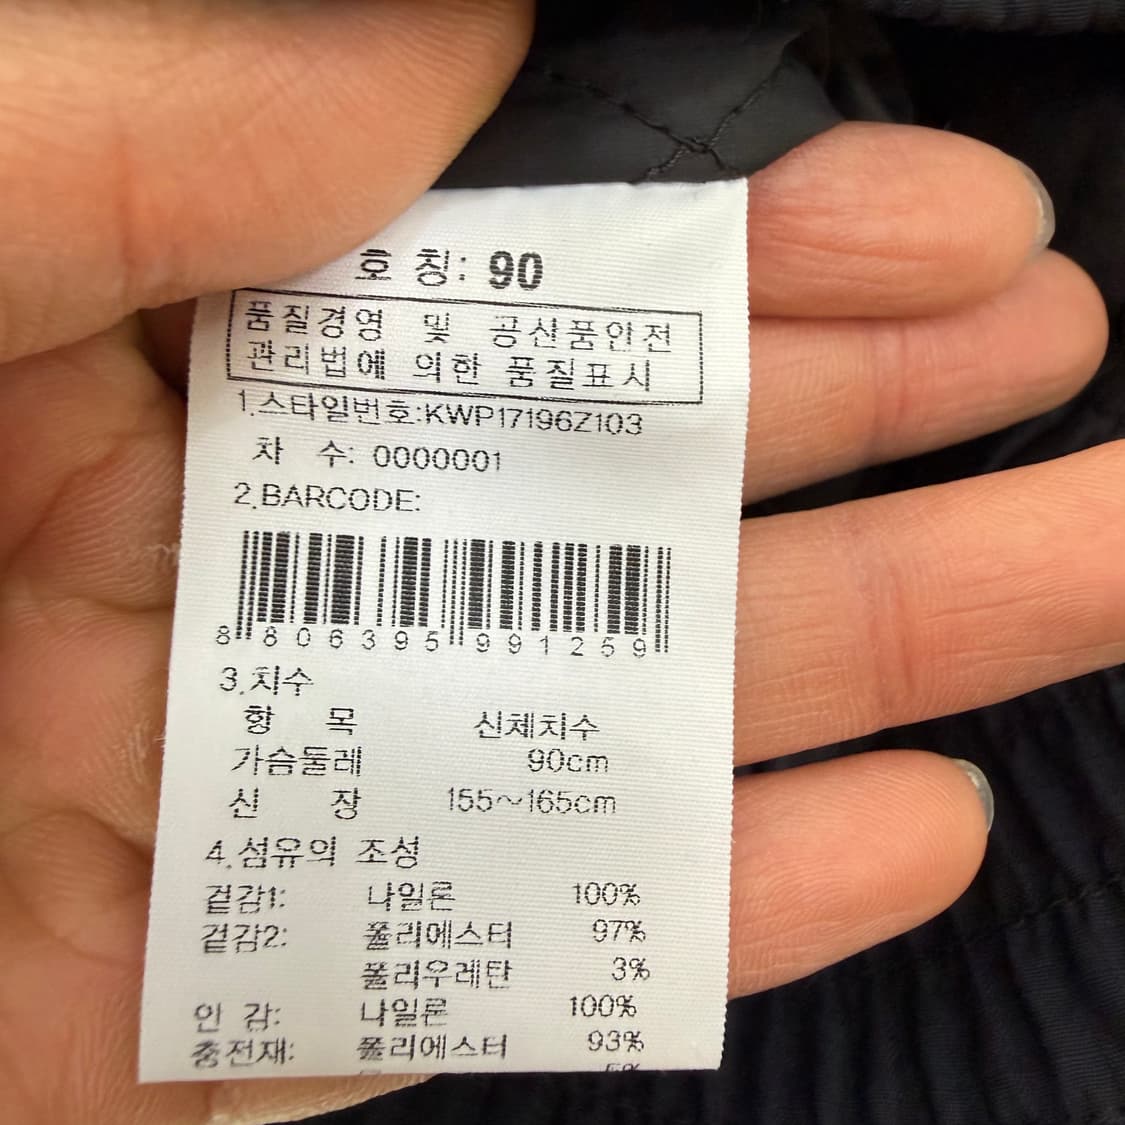 호 칭: 90
품질경영 및 공산품안전
관리법에 의한 품질표시
1.스타일번호:KWP17196Z103
차 수: 0000001
2.BARCODE:
8 806395 991259
3.치수
항 목 신체치수
가슴둘레 90cm
신 장 155~165cm
4.섬유의 조성
겉감1: 나일론 100%
겉감2: 폴리에스터 97%
폴리우레탄 3%
안 감: 나일론 100%
충전재: 폴리에스터 93%